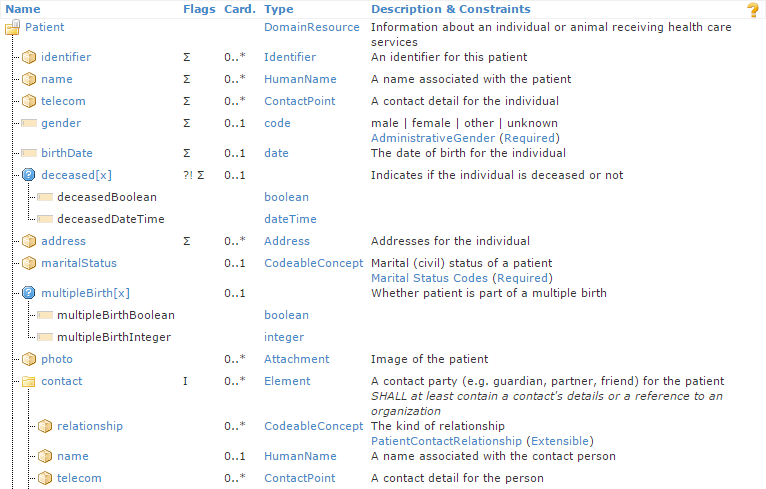 Name Flags Card. Type Description & Constraints ?
Patient DomainResource Information about an individual or animal receiving health care
services
identifier Σ 0..* Identifier An identifier for this patient
name Σ 0..* HumanName A name associated with the patient
telecom Σ 0..* ContactPoint A contact detail for the individual
gender Σ 0..1 code male | female | other | unknown
AdministrativeGender (Required)
birthDate Σ 0..1 date The date of birth for the individual
? deceased[x] ?! Σ 0..1 Indicates if the individual is deceased or not
deceasedBoolean boolean
deceasedDateTime dateTime
address Σ 0..* Address Addresses for the individual
maritalStatus 0..1 CodeableConcept Marital (civil) status of a patient
Marital Status Codes (Required)
? multipleBirth[x] 0..1 Whether patient is part of a multiple birth
multipleBirthBoolean boolean
multipleBirthInteger integer
photo 0..* Attachment Image of the patient
contact I 0..* Element A contact party (e.g. guardian, partner, friend) for the patient
SHALL at least contain a contact's details or a reference to an
organization
relationship 0..* CodeableConcept The kind of relationship
PatientContactRelationship (Extensible)
name 0..1 HumanName A name associated with the contact person
telecom 0..* ContactPoint A contact detail for the person